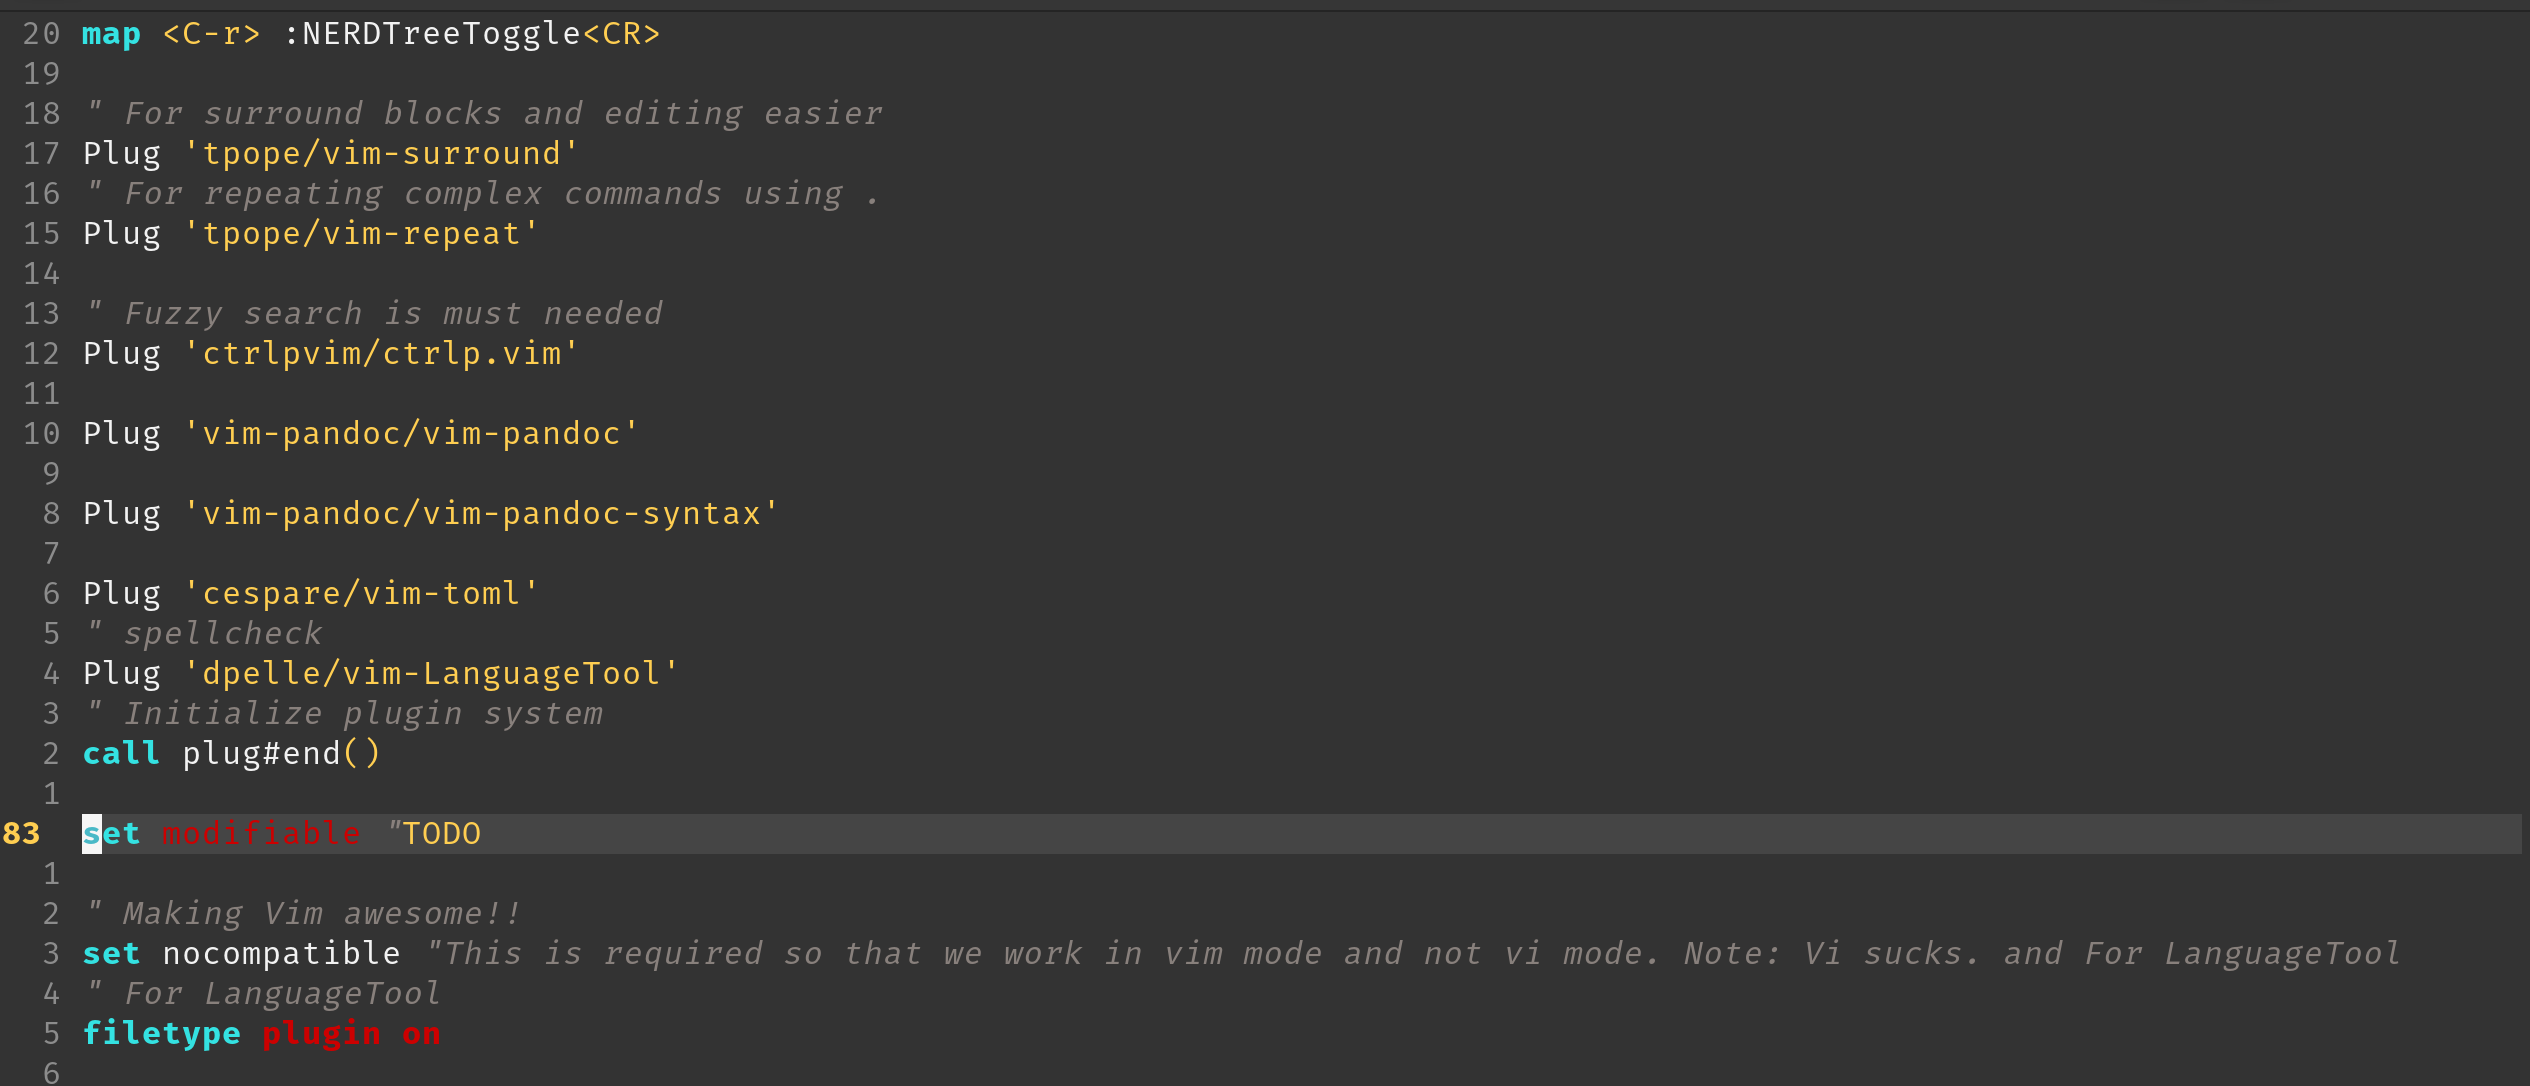 20 map <C-r> :NERDTreeToggle<CR>
19
18 " For surround blocks and editing easier
17 Plug 'tpope/vim-surround'
16 " For repeating complex commands using .
15 Plug 'tpope/vim-repeat'
14
13 " Fuzzy search is must needed
12 Plug 'ctrlpvim/ctrlp.vim'
11
10 Plug 'vim-pandoc/vim-pandoc'
9
8 Plug 'vim-pandoc/vim-pandoc-syntax'
7
6 Plug 'cespare/vim-toml'
5 " spellcheck
4 Plug 'dpelle/vim-LanguageTool'
3 " Initialize plugin system
2 call plug#end()
1
83 set modifiable "TODO
1
2 " Making Vim awesome!!
3 set nocompatible "This is required so that we work in vim mode and not vi mode. Note: Vi sucks. and For LanguageTool
4 " For LanguageTool
5 filetype plugin on
6